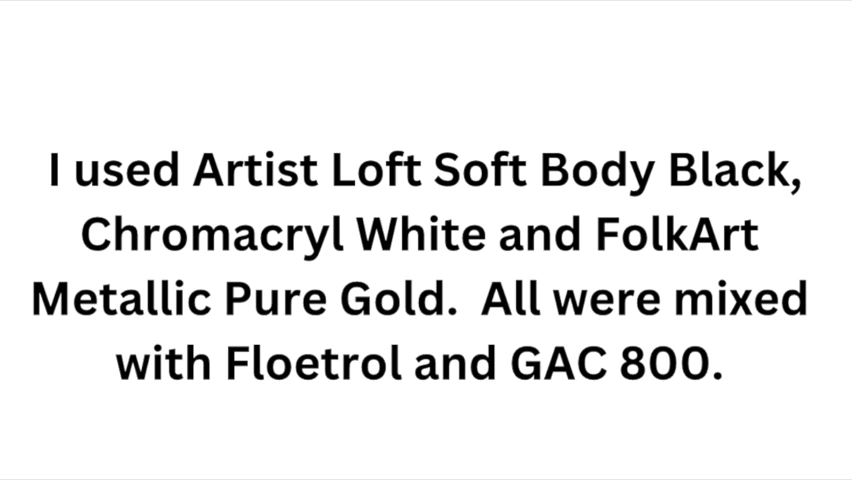 I used Artist Loft Soft Body Black,
Chromacryl White and FolkArt
Metallic Pure Gold.  All were mixed
with Floetrol and GAC 800.